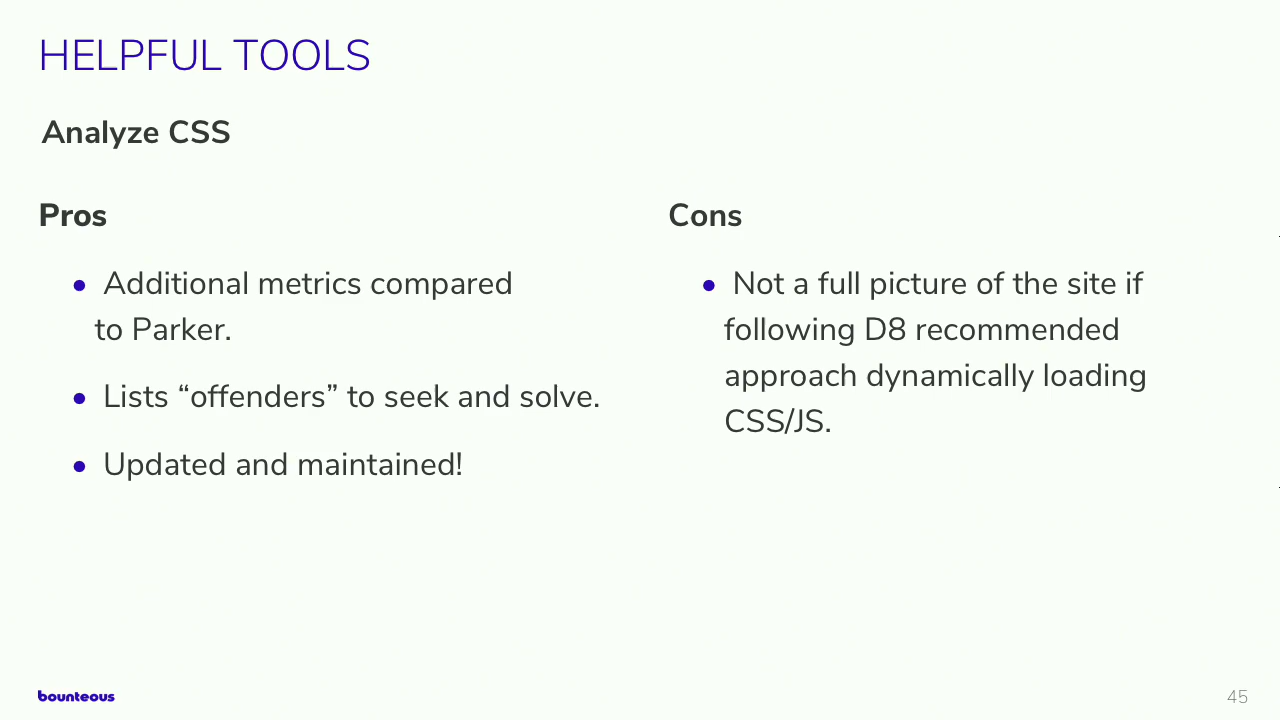 HELPFUL TOOLS
Analyze CSS
Pros
• Additional metrics compared
to Parker.
• Lists “offenders” to seek and solve.
• Updated and maintained!
Cons
• Not a full picture of the site if
following D8 recommended
approach dynamically loading
CSS/JS.
bounteous
45